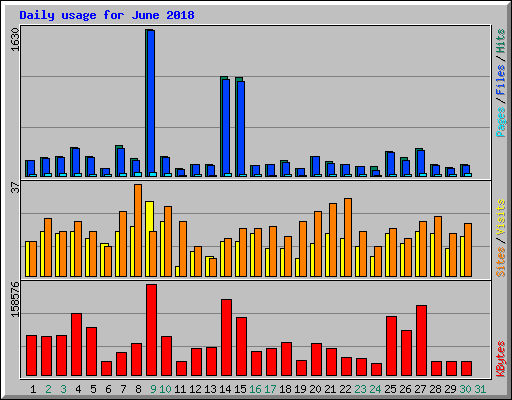 Daily usage for June 2018
1630
Pages/Files/Hits
37
Sites/Visits
158576
KBytes
1 2 3 4 5 6 7 8 9 10 11 12 13 14 15 16 17 18 19 20 21 22 23 24 25 26 27 28 29 30 31